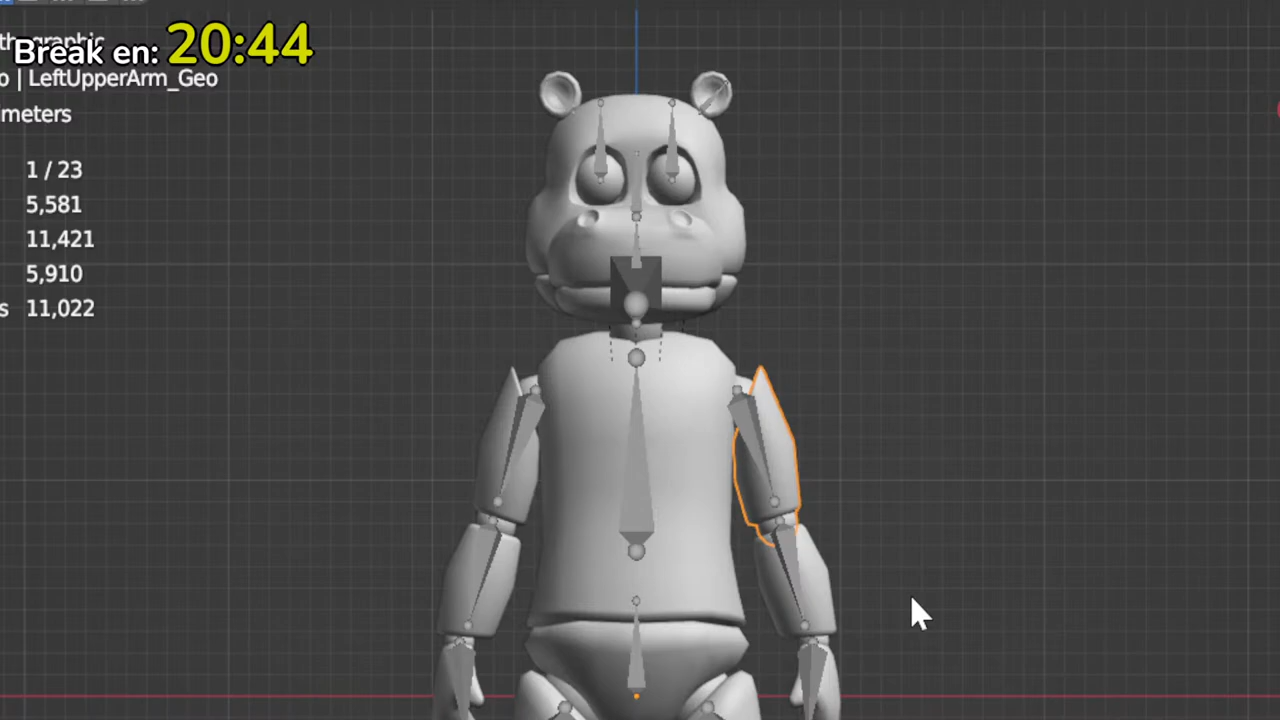 Break en: 20:44
o | LeftUpperArm_Geo
meters
1 / 23
5,581
11,421
5,910
s 11,022